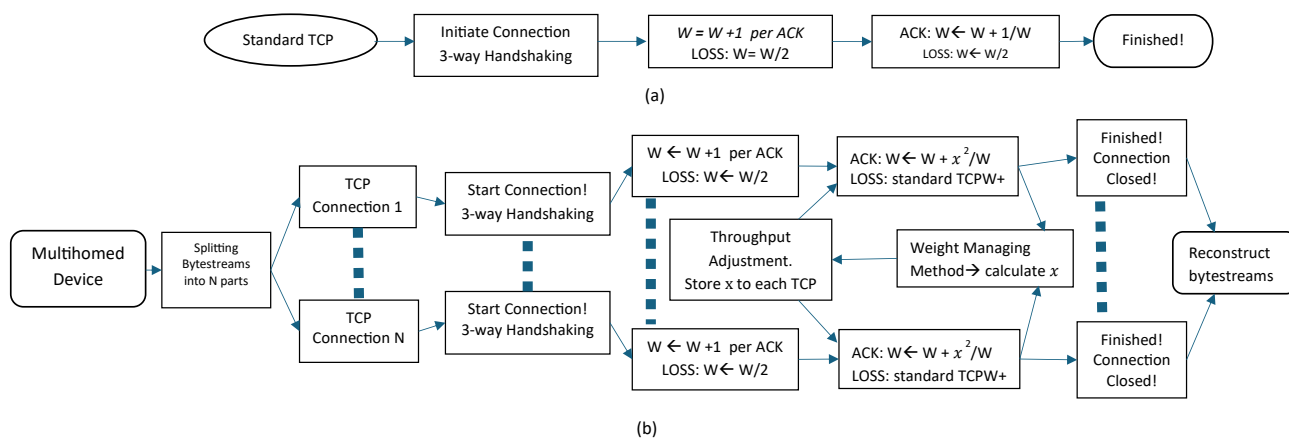 Standard TCP
Initiate Connection
3-way Handshaking
W = W +1 per ACK
LOSS: W= W/2
ACK: W← W + 1/W
LOSS: W← W/2
Finished!
(a)
Multihomed
Device
Splitting
Bytestreams
into N parts
TCP
Connection 1
Start Connection!
3-way Handshaking
W ← W +1 per ACK
LOSS: W← W/2
ACK: W← W + x²/W
LOSS: standard TCPW+
Finished!
Connection
Closed!
Throughput
Adjustment.
Store x to each TCP
Weight Managing
Method→ calculate x
Reconstruct
bytestreams
TCP
Connection N
Start Connection!
3-way Handshaking
W ← W +1 per ACK
LOSS: W← W/2
ACK: W← W + x²/W
LOSS: standard TCPW+
Finished!
Connection
Closed!
(b)